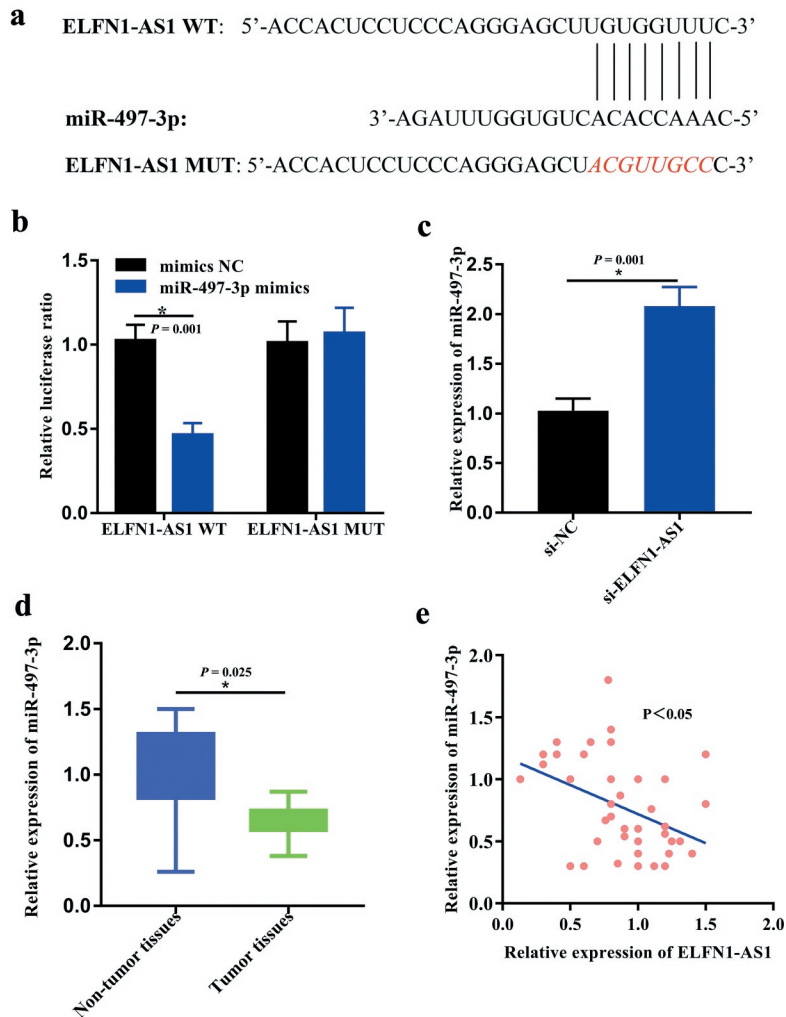 a
ELFN1-AS1 WT: 5'-ACCACUCCUCCCAGGGAGCUUGUGGUUUC-3'
miR-497-3p: 3'-AGAUUUGGUGUCACACCAAAC-5'
ELFN1-AS1 MUT: 5'-ACCACUCCUCCCAGGGAGCUACGUUGCCC-3'
b
mimics NC
miR-497-3p mimics
*
P = 0.001
Relative luciferase ratio
1.5
1.0
0.5
0.0
ELFN1-AS1 WT
ELFN1-AS1 MUT
c
P = 0.001
*
Relative expression of miR-497-3p
2.5
2.0
1.5
1.0
0.5
0.0
si-NC
si-ELFN1-AS1
d
P = 0.025
*
Relative expression of miR-497-3p
2.0
1.5
1.0
0.5
0.0
Non-tumor tissues
Tumor tissues
e
P<0.05
Relative expresison of miR-497-3p
2.0
1.5
1.0
0.5
0.0
0.0 0.5 1.0 1.5 2.0
Relative expression of ELFN1-AS1